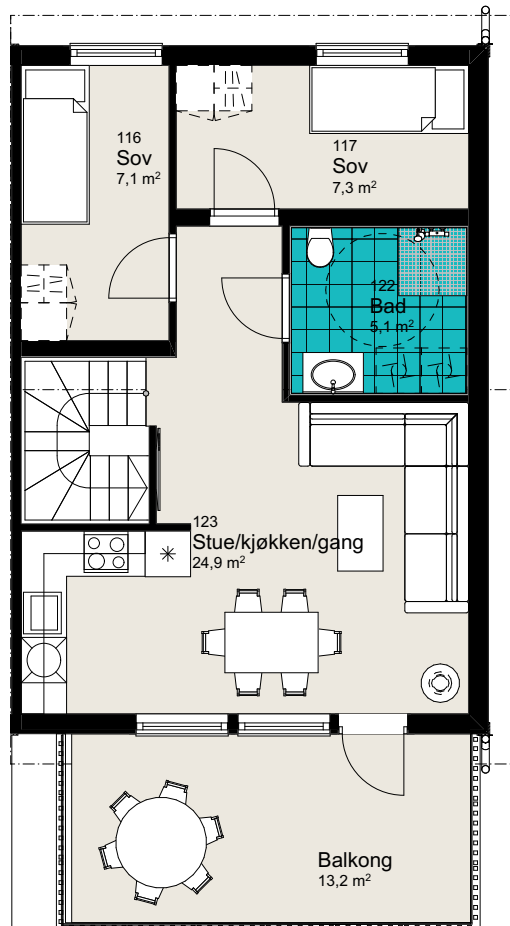 116
Sov
7,1 m²
117
Sov
7,3 m²
122
Bad
5,1 m²
123
Stue/kjøkken/gang
24,9 m²
Balkong
13,2 m²